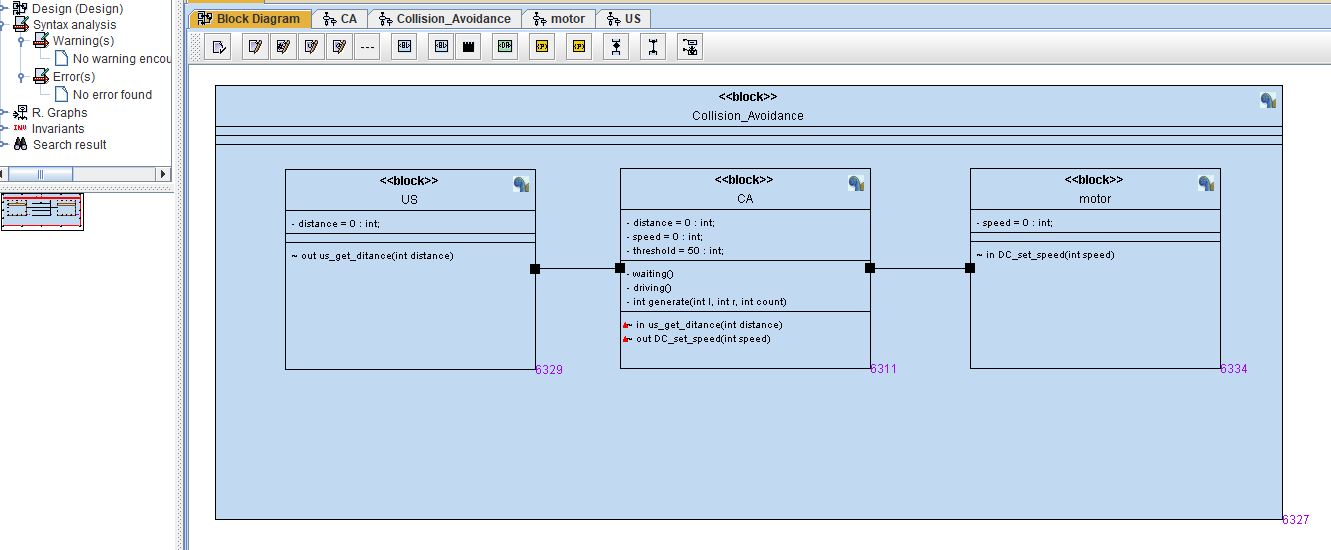 Design (Design)
Syntax analysis
Warning(s)
No warning encou
Error(s)
No error found
R. Graphs
INV Invariants
Search result
Block Diagram
CA
Collision_Avoidance
motor
US
<<block>>
Collision_Avoidance
<<block>>
US
- distance = 0 : int;
~ out us_get_ditance(int distance)
6329
<<block>>
CA
- distance = 0 : int;
- speed = 0 : int;
- threshold = 50 : int;
- waiting()
- driving()
- int generate(int l, int r, int count)
~ in us_get_ditance(int distance)
~ out DC_set_speed(int speed)
6311
<<block>>
motor
- speed = 0 : int;
~ in DC_set_speed(int speed)
6334
6327